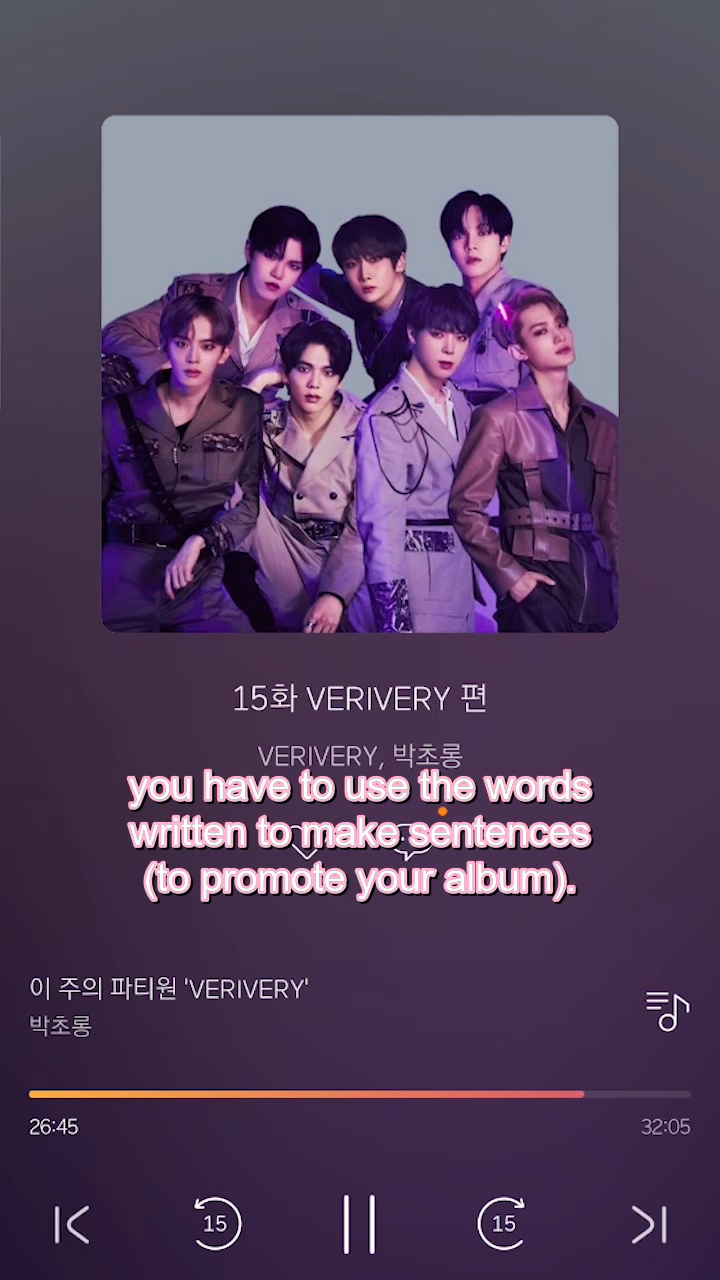 15화 VERIVERY 편
VERIVERY, 박초롱
you have to use the words
written to make sentences
(to promote your album).
이 주의 파티원 'VERIVERY'
박초롱
26:45
32:05
15
15